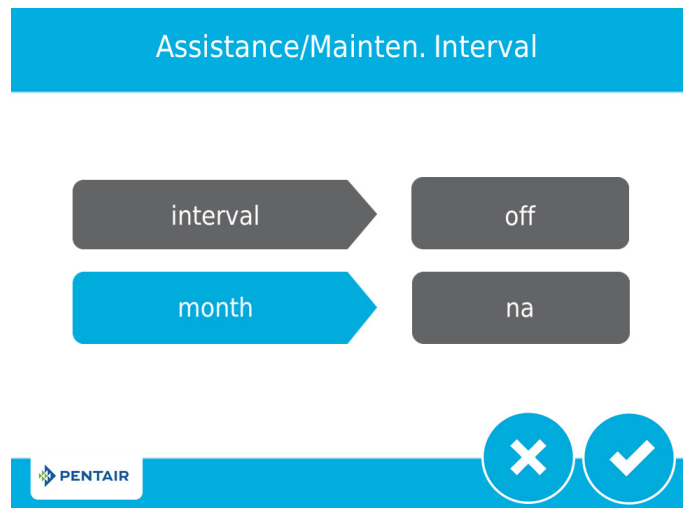 Assistance/Mainten. Interval
interval
off
month
na
PENTAIR